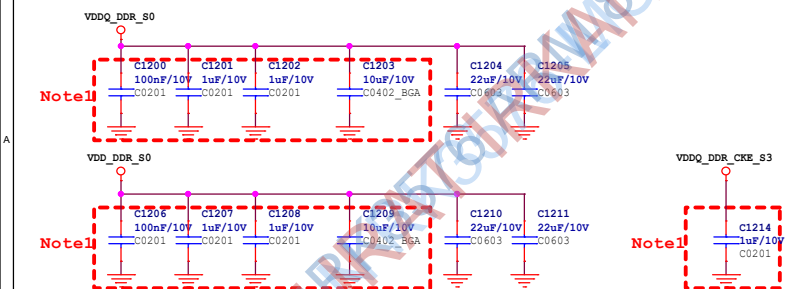 VDDQ_DDR_S0
C1200
100nF/10V
C0201
C1201
1uF/10V
C0201
C1202
1uF/10V
C0201
C1203
10uF/10V
C0402_BGA
C1204
22uF/10V
C0603
C1205
22uF/10V
C0603
Note1
A
VDD_DDR_S0
C1206
100nF/10V
C0201
C1207
1uF/10V
C0201
C1208
1uF/10V
C0201
C1209
10uF/10V
C0402_BGA
C1210
22uF/10V
C0603
C1211
22uF/10V
C0603
Note1
VDDQ_DDR_CKE_S3
Note1
C1214
1uF/10V
C0201